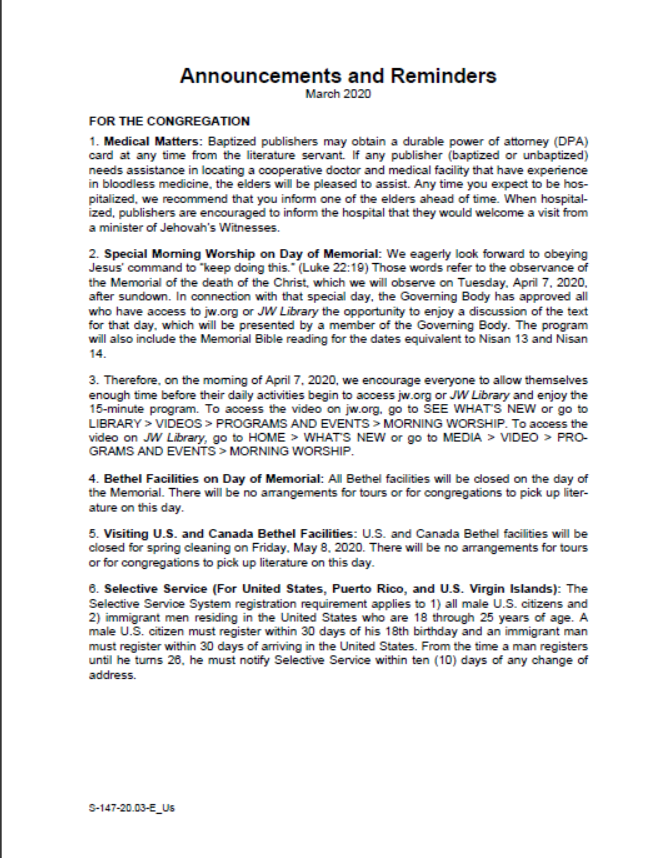 Announcements and Reminders
March 2020
FOR THE CONGREGATION
1. Medical Matters: Baptized publishers may obtain a durable power of attorney (DPA)
card at any time from the literature servant. If any publisher (baptized or unbaptized)
needs assistance in locating a cooperative doctor and medical facility that have experience
in bloodless medicine, the elders will be pleased to assist. Any time you expect to be hos-
pitalized, we recommend that you inform one of the elders ahead of time. When hospital-
ized, publishers are encouraged to inform the hospital that they would welcome a visit from
a minister of Jehovah's Witnesses.
2. Special Morning Worship on Day of Memorial: We eagerly look forward to obeying
Jesus' command to "keep doing this." (Luke 22:19) Those words refer to the observance of
the Memorial of the death of the Christ, which we will observe on Tuesday, April 7, 2020,
after sundown. In connection with that special day, the Governing Body has approved all
who have access to jw.org or JW Library the opportunity to enjoy a discussion of the text
for that day, which will be presented by a member of the Governing Body. The program
will also include the Memorial Bible reading for the dates equivalent to Nisan 13 and Nisan
14.
3. Therefore, on the morning of April 7, 2020, we encourage everyone to allow themselves
enough time before their daily activities begin to access jw.org or JW Library and enjoy the
15-minute program. To access the video on jw.org, go to SEE WHAT'S NEW or go to
LIBRARY > VIDEOS > PROGRAMS AND EVENTS > MORNING WORSHIP. To access the
video on JW Library, go to HOME > WHAT'S NEW or go to MEDIA > VIDEO > PRO-
GRAMS AND EVENTS > MORNING WORSHIP.
4. Bethel Facilities on Day of Memorial: All Bethel facilities will be closed on the day of
the Memorial. There will be no arrangements for tours or for congregations to pick up liter-
ature on this day.
5. Visiting U.S. and Canada Bethel Facilities: U.S. and Canada Bethel facilities will be
closed for spring cleaning on Friday, May 8, 2020. There will be no arrangements for tours
or for congregations to pick up literature on this day.
6. Selective Service (For United States, Puerto Rico, and U.S. Virgin Islands): The
Selective Service System registration requirement applies to 1) all male U.S. citizens and
2) immigrant men residing in the United States who are 18 through 25 years of age. A
male U.S. citizen must register within 30 days of his 18th birthday and an immigrant man
must register within 30 days of arriving in the United States. From the time a man registers
until he turns 26, he must notify Selective Service within ten (10) days of any change of
address.
S-147-20.03-E_Us